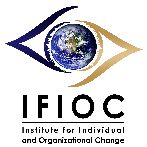 IFIOC
Institute for Individual
and Organizational Change